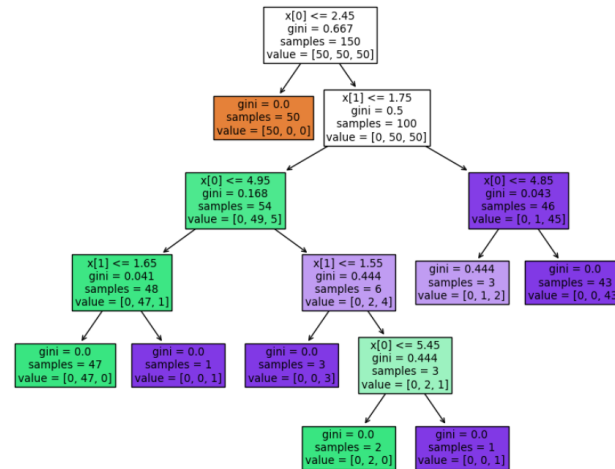 x[0] <= 2.45
gini = 0.667
samples = 150
value = [50, 50, 50]
gini = 0.0
samples = 50
value = [50, 0, 0]
x[1] <= 1.75
gini = 0.5
samples = 100
value = [0, 50, 50]
x[0] <= 4.95
gini = 0.168
samples = 54
value = [0, 49, 5]
x[0] <= 4.85
gini = 0.043
samples = 46
value = [0, 1, 45]
x[1] <= 1.65
gini = 0.041
samples = 48
value = [0, 47, 1]
x[1] <= 1.55
gini = 0.444
samples = 6
value = [0, 2, 4]
gini = 0.444
samples = 3
value = [0, 1, 2]
gini = 0.0
samples = 43
value = [0, 0, 43]
gini = 0.0
samples = 47
value = [0, 47, 0]
gini = 0.0
samples = 1
value = [0, 0, 1]
gini = 0.0
samples = 3
value = [0, 0, 3]
x[0] <= 5.45
gini = 0.444
samples = 3
value = [0, 2, 1]
gini = 0.0
samples = 2
value = [0, 2, 0]
gini = 0.0
samples = 1
value = [0, 0, 1]